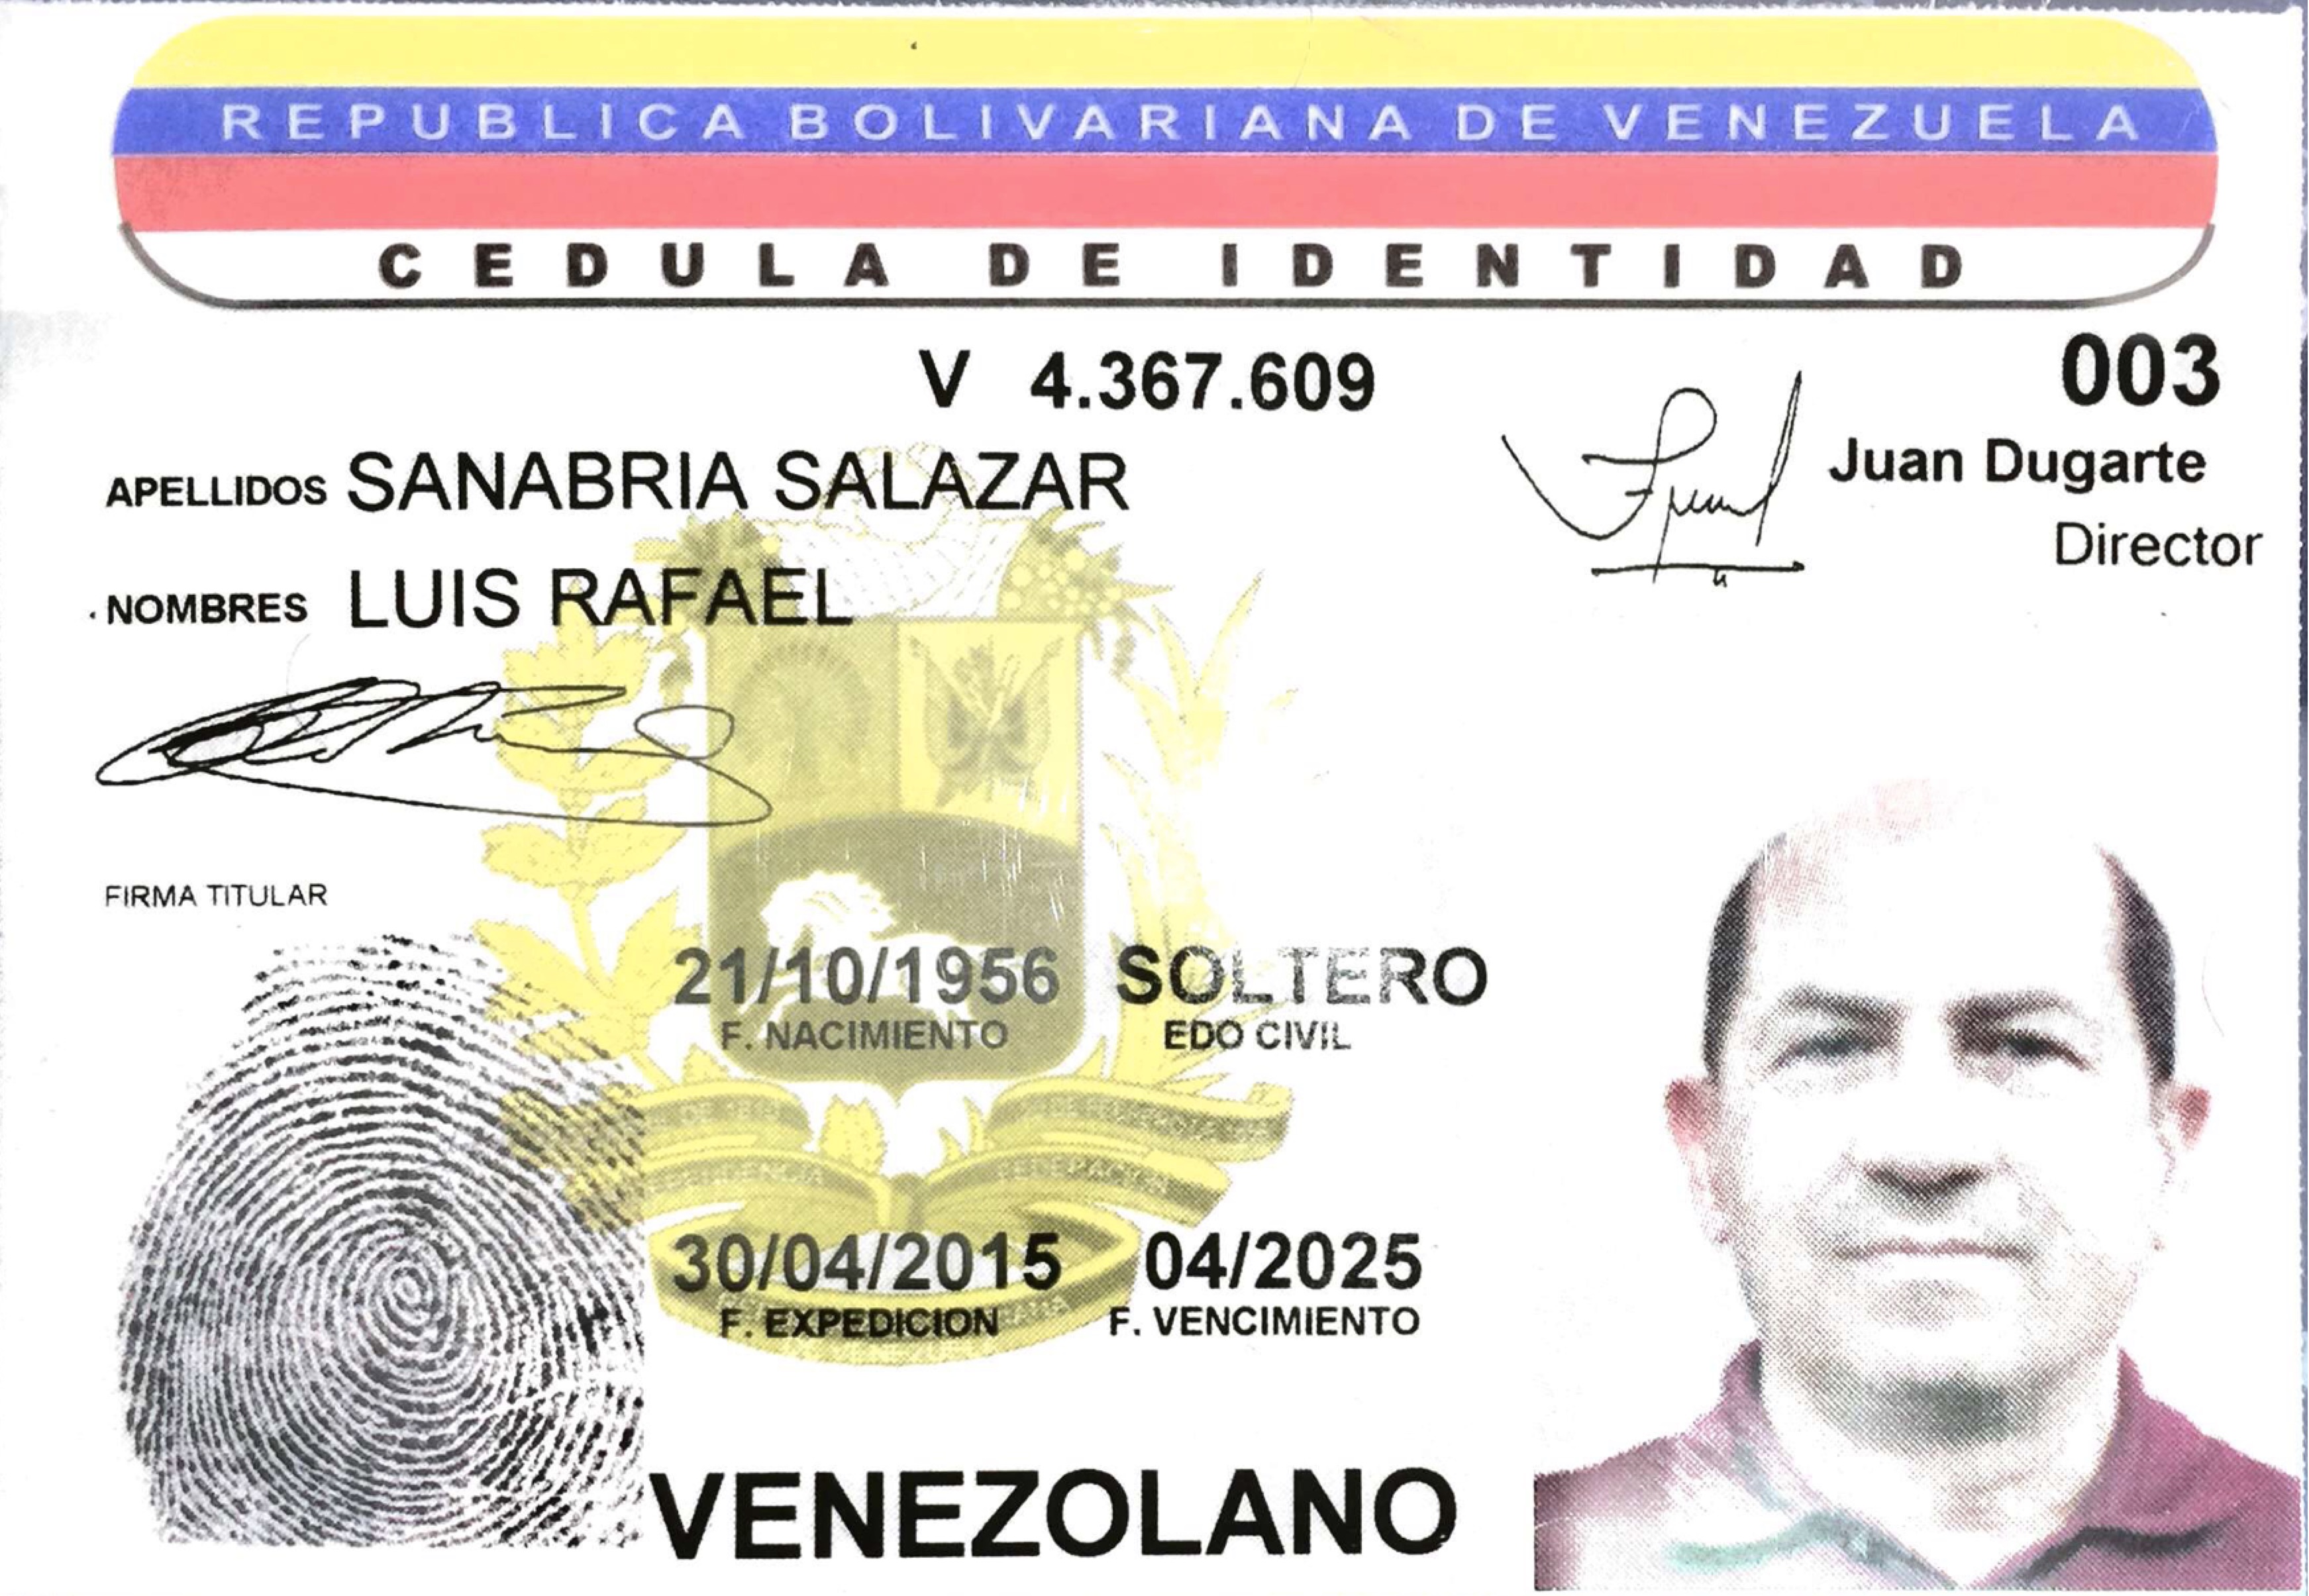 REPUBLICA BOLIVARIANA DE VENEZUELA
CEDULA DE IDENTIDAD
V 4.367.609
003
APELLIDOS SANABRIA SALAZAR
Juan Dugarte
Director
NOMBRES LUIS RAFAEL
FIRMA TITULAR
21/10/1956 SOLTERO
F. NACIMIENTO EDO CIVIL
30/04/2015 04/2025
F. EXPEDICION F. VENCIMIENTO
VENEZOLANO